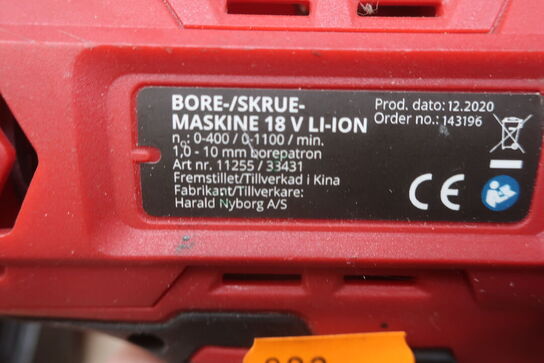 BORE-/SKRUE-
MASKINE 18 V LI-ION
n₀: 0-400 / 0-1100 / min.
1,0 - 10 mm borepatron
Art nr. 11255 / 33431
Fremstillet/Tillverkad i Kina
Fabrikant/Tillverkare:
Harald Nyborg A/S
Prod. dato: 12.2020
Order no.: 143196
CE